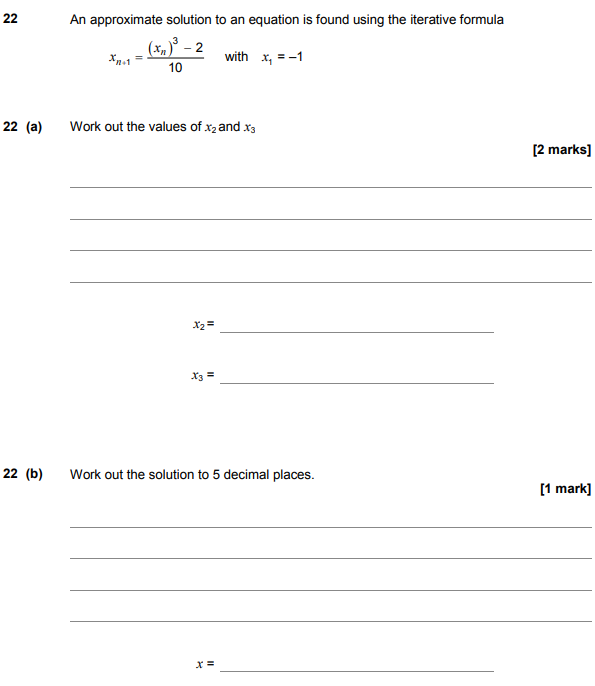 22 An approximate solution to an equation is found using the iterative formula
xₙ₊₁ = ((xₙ)³ − 2)/10 with x₁ = −1
22 (a) Work out the values of x₂ and x₃
[2 marks]
x₂ =
x₃ =
22 (b) Work out the solution to 5 decimal places.
[1 mark]
x =